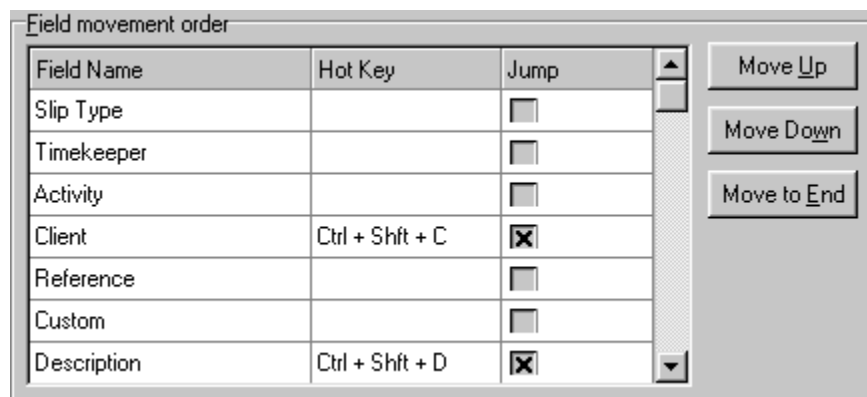 Field movement order
Field Name Hot Key Jump
Slip Type
Timekeeper
Activity
Client Ctrl + Shft + C
Reference
Custom
Description Ctrl + Shft + D
Move Up
Move Down
Move to End